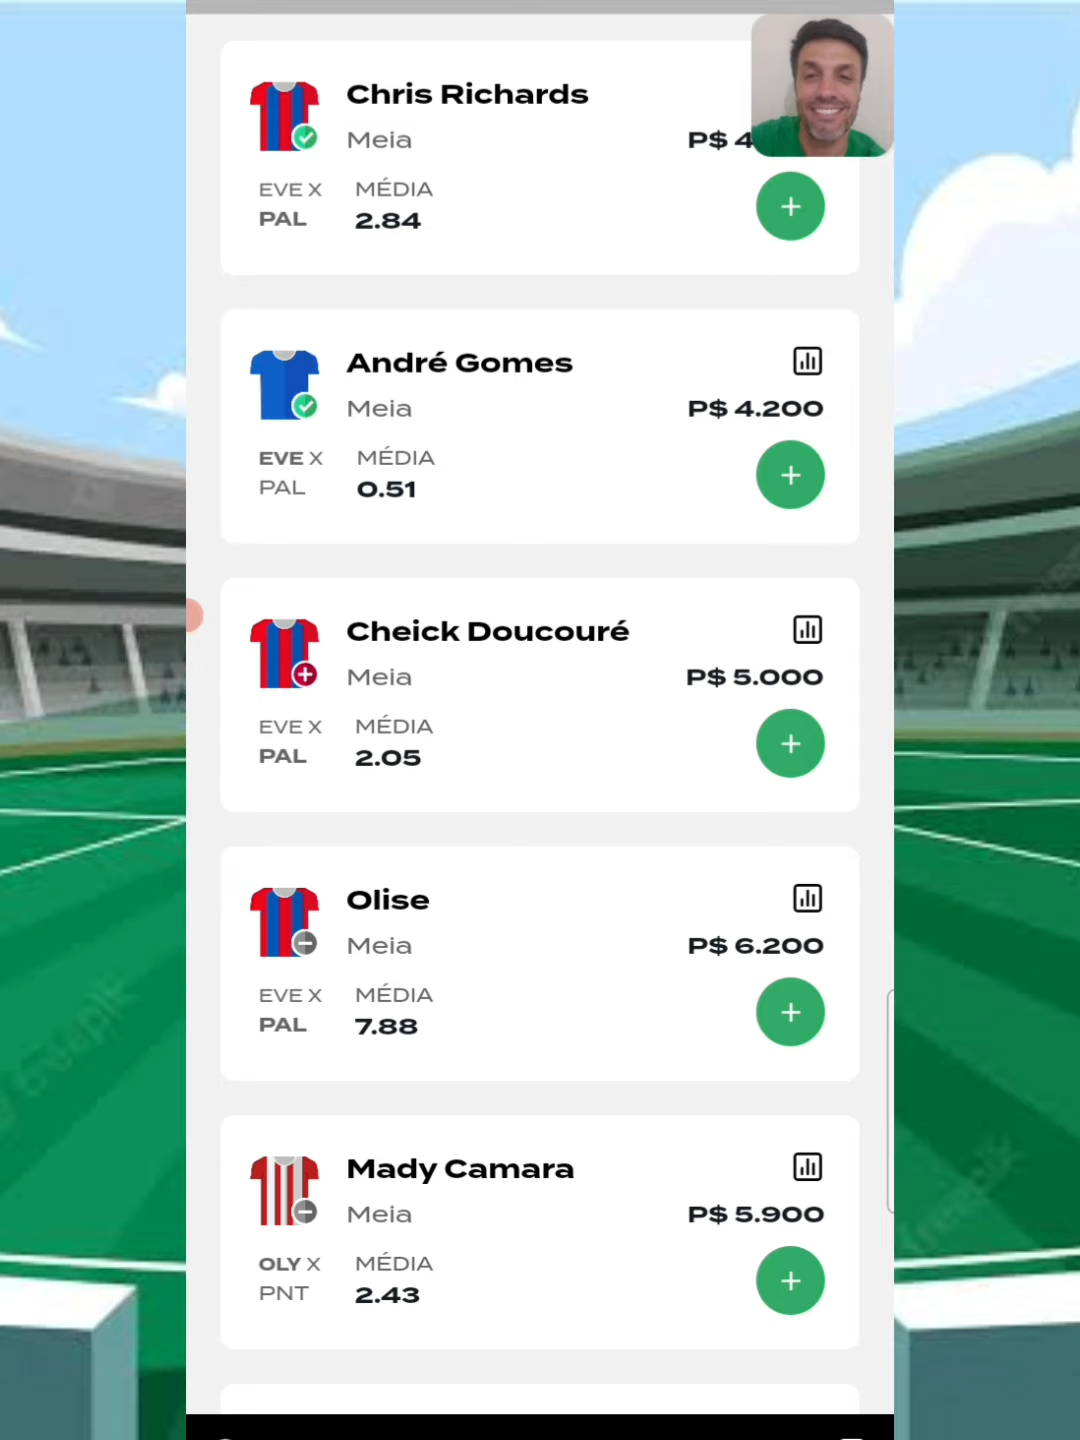 Chris Richards
Meia
P$ 4
EVE X MÉDIA
PAL 2.84
André Gomes
Meia P$ 4.200
EVE X MÉDIA
PAL 0.51
Cheick Doucouré
Meia P$ 5.000
EVE X MÉDIA
PAL 2.05
Olise
Meia P$ 6.200
EVE X MÉDIA
PAL 7.88
Mady Camara
Meia P$ 5.900
OLY X MÉDIA
PNT 2.43